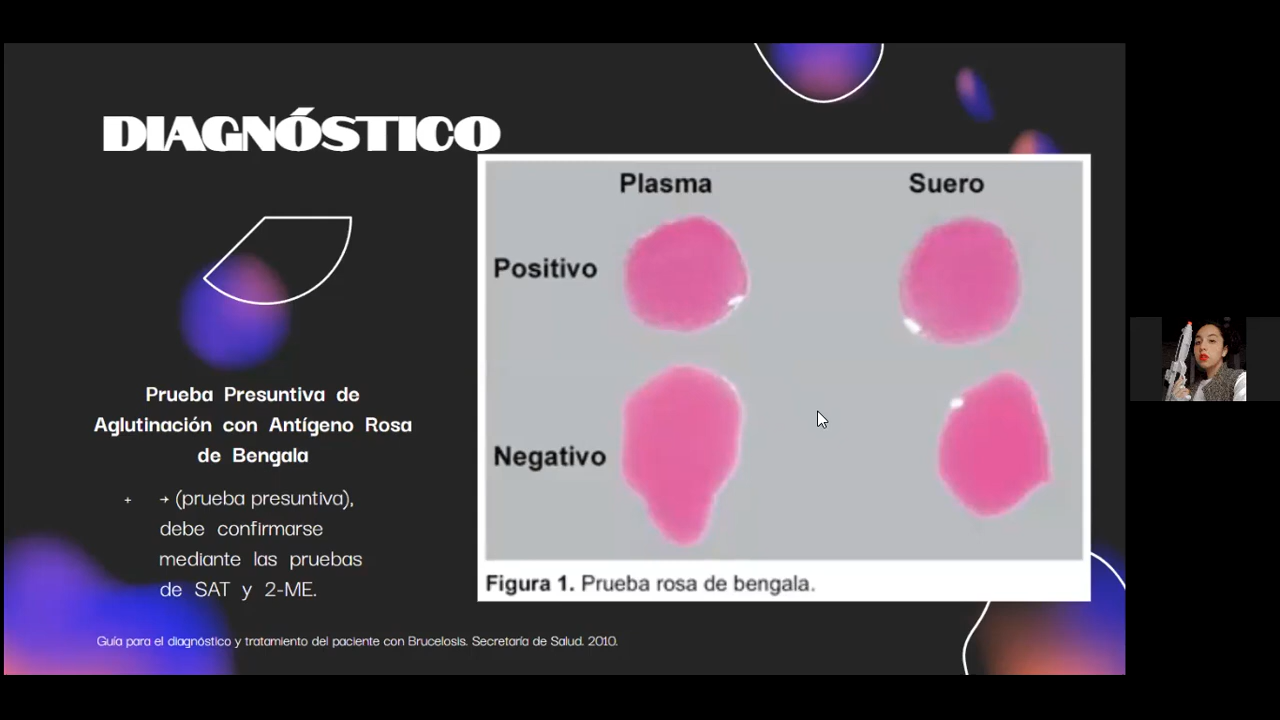 DIAGNÓSTICO
Plasma Suero
Positivo
Negativo
Figura 1. Prueba rosa de bengala.
Prueba Presuntiva de
Aglutinación con Antígeno Rosa
de Bengala
+ → (prueba presuntiva),
debe confirmarse
mediante las pruebas
de SAT y 2-ME.
Guía para el diagnóstico y tratamiento del paciente con Brucelosis. Secretaría de Salud. 2010.